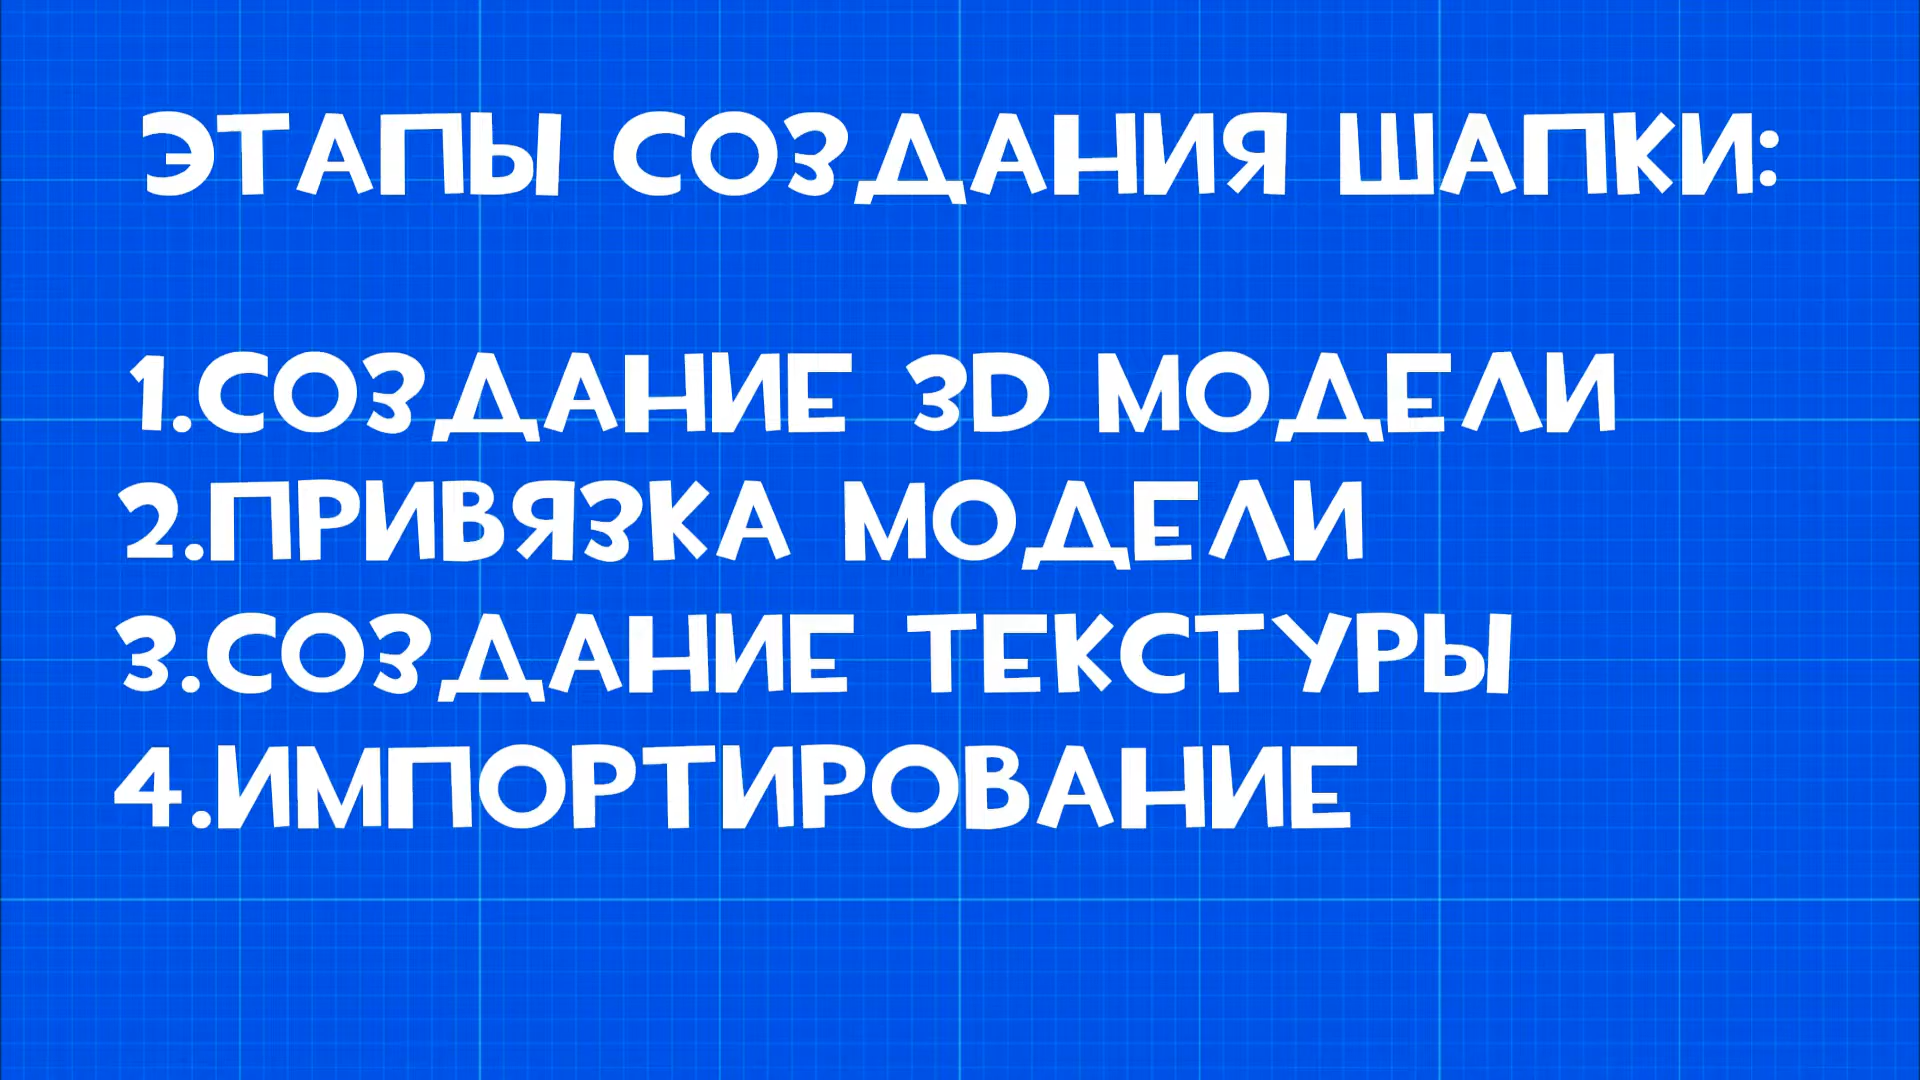 ЭТАПЫ СОЗДАНИЯ ШАПКИ:
1.СОЗДАНИЕ 3D МОДЕЛИ
2.ПРИВЯЗКА МОДЕЛИ
3.СОЗДАНИЕ ТЕКСТУРЫ
4.ИМПОРТИРОВАНИЕ